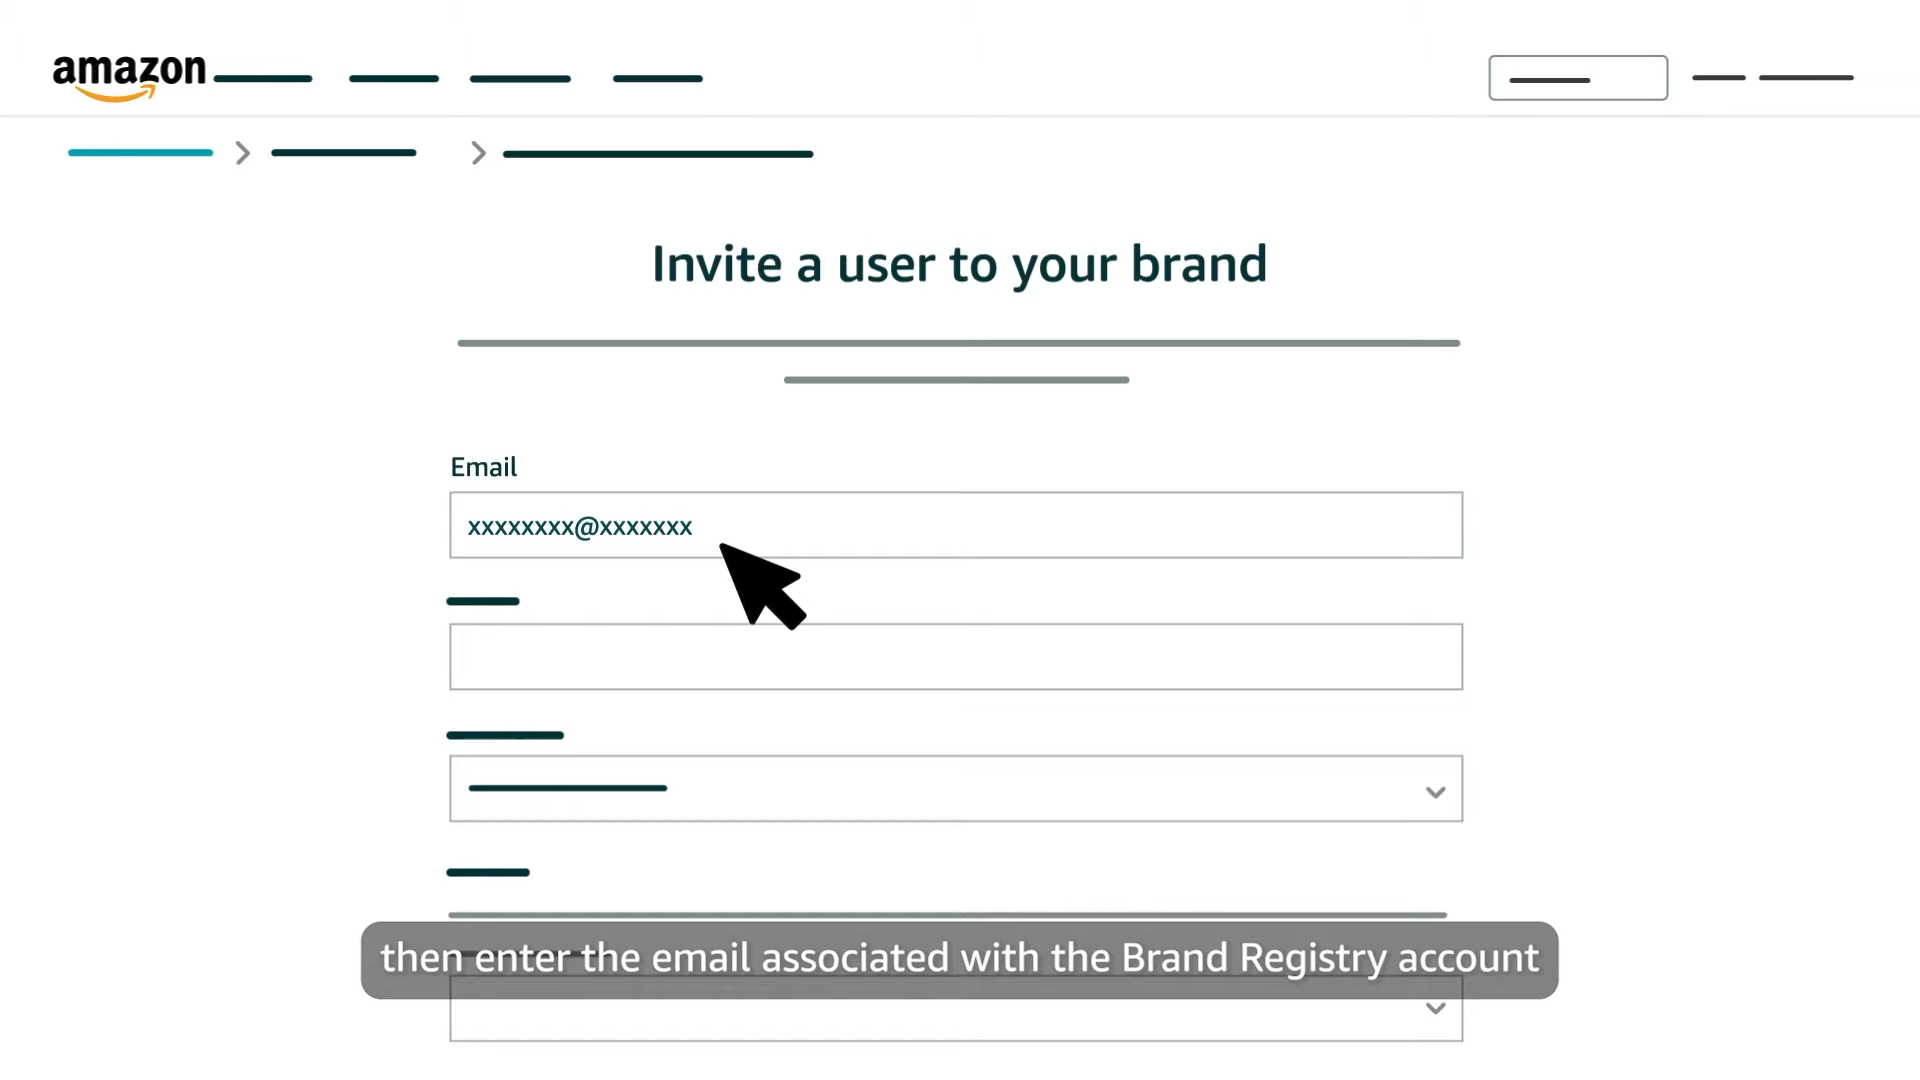 amazon
Invite a user to your brand
Email
xxxxxxxx@xxxxxxx
then enter the email associated with the Brand Registry account